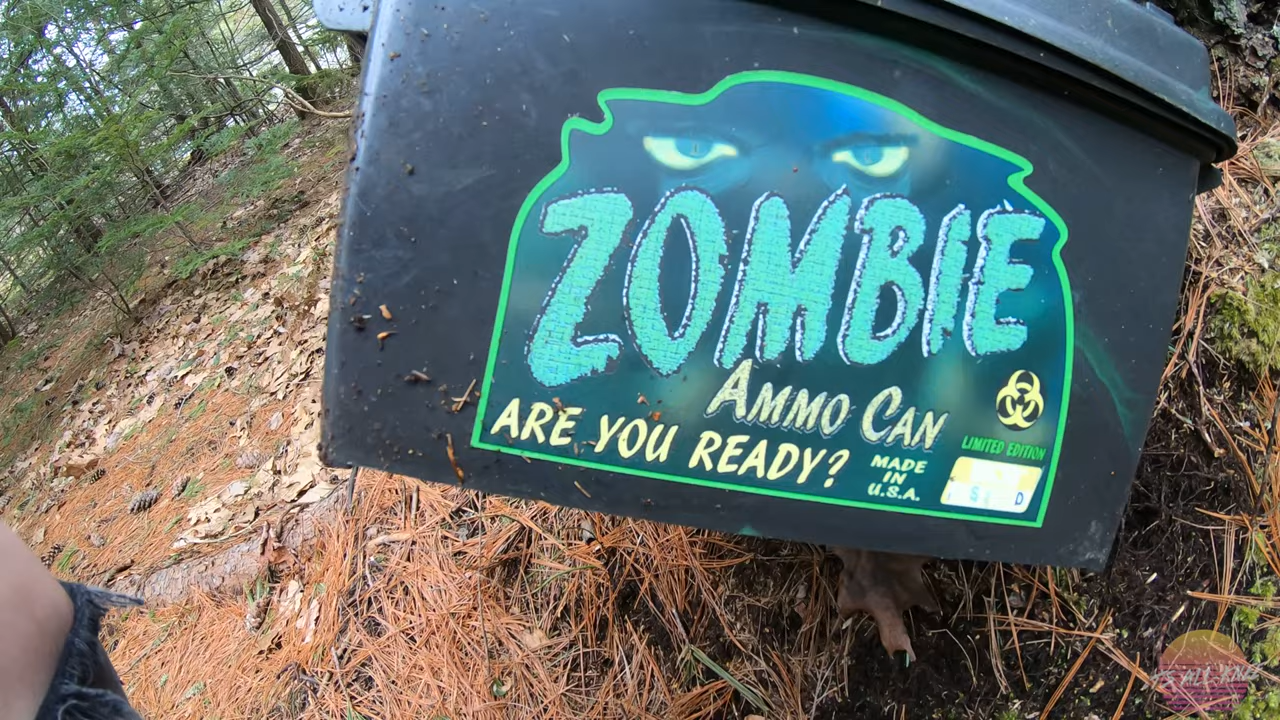 ZOMBIE
AMMO CAN
ARE YOU READY?
MADE
IN
U.S.A.
LIMITED EDITION